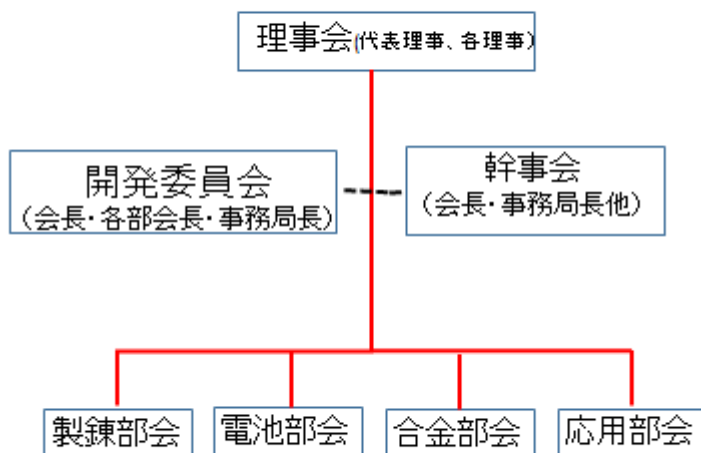 理事会(代表理事、各理事)
開発委員会
(会長・各部会長・事務局長)
幹事会
(会長・事務局長他)
製錬部会
電池部会
合金部会
応用部会